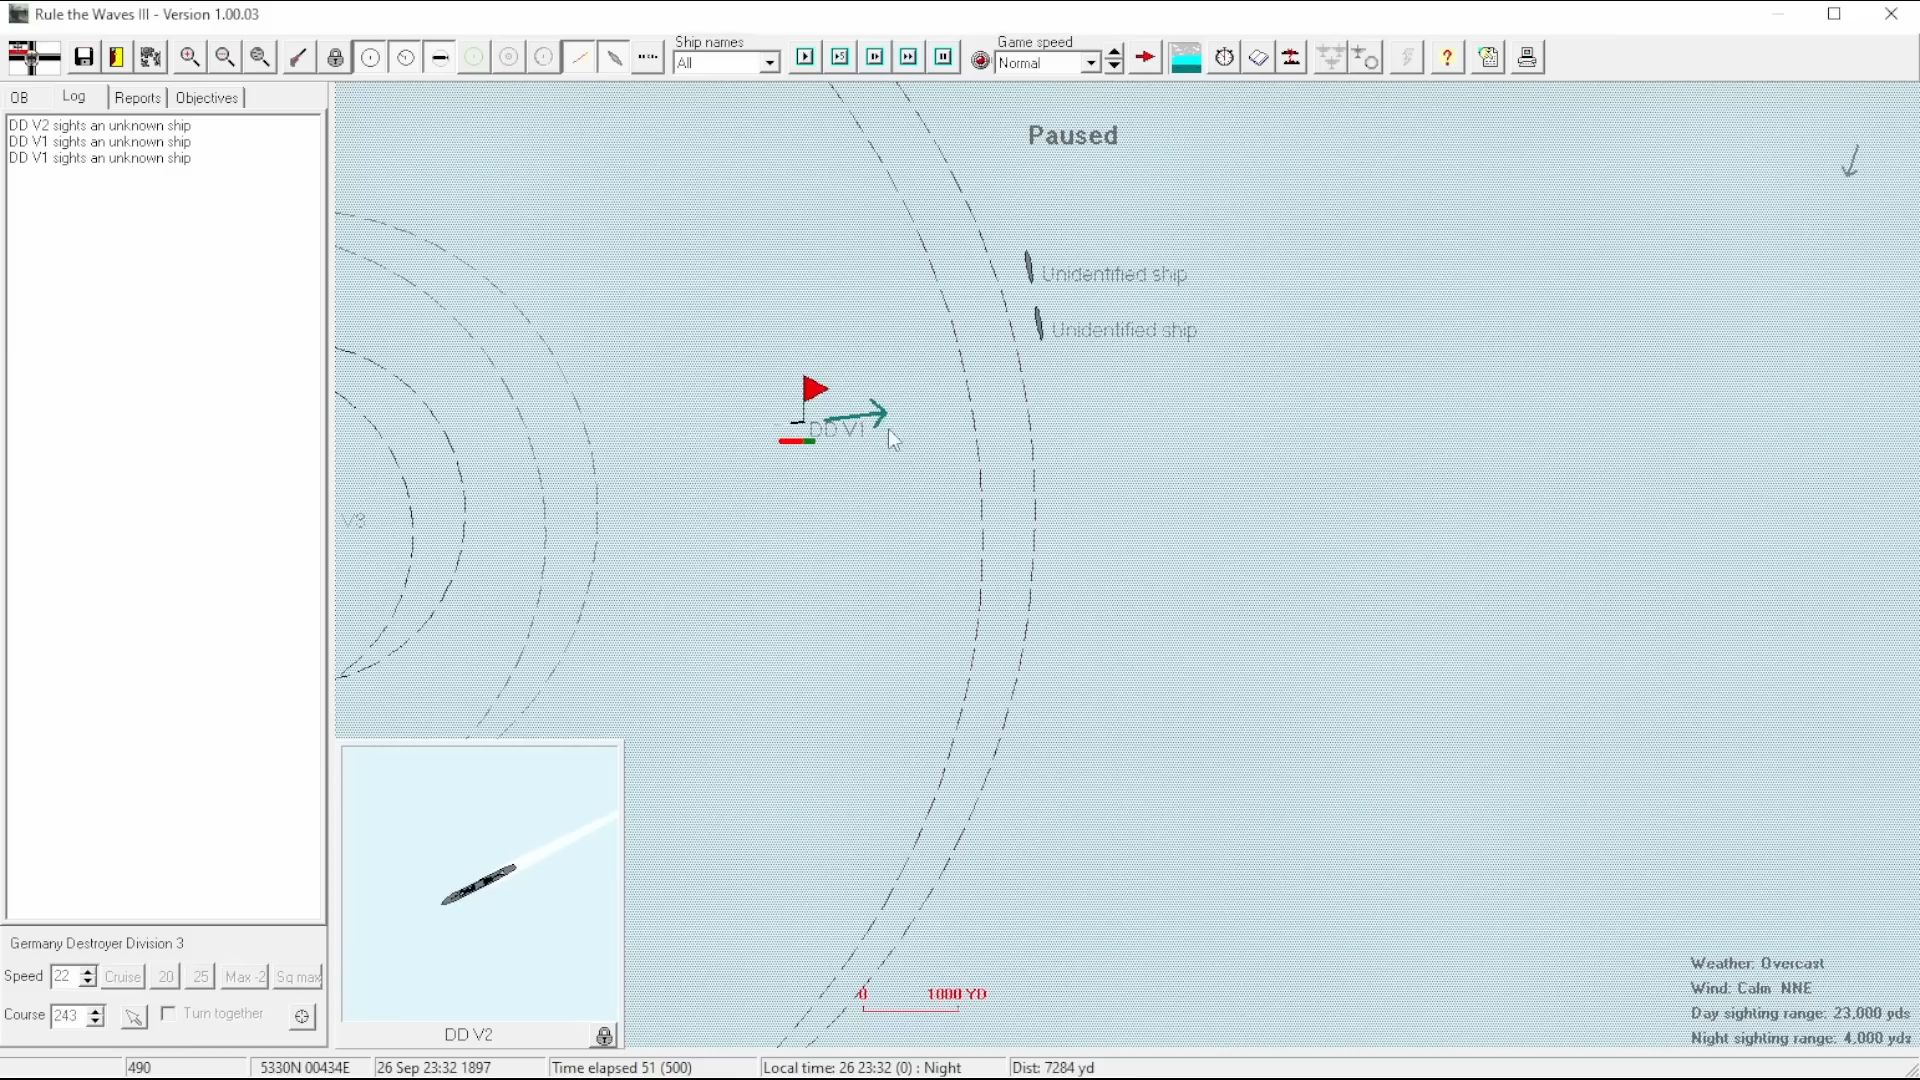 Rule the Waves III - Version 1.00.03
Ship names
All
Game speed
Normal
OB
Log
Reports
Objectives
DD V2 sights an unknown ship
DD V1 sights an unknown ship
DD V1 sights an unknown ship
Paused
Unidentified ship
Unidentified ship
DD V1
V3
Germany Destroyer Division 3
Speed 22 Cruise 20 25 Max -2 Sq max
Course 243 Turn together
DD V2
0 1000 YD
Weather: Overcast
Wind: Calm NNE
Day sighting range: 23,000 yds
Night sighting range: 4,000 yds
490
5330N 00434E
26 Sep 23:32 1897
Time elapsed 51 (500)
Local time: 26 23:32 (0) : Night
Dist: 7284 yd